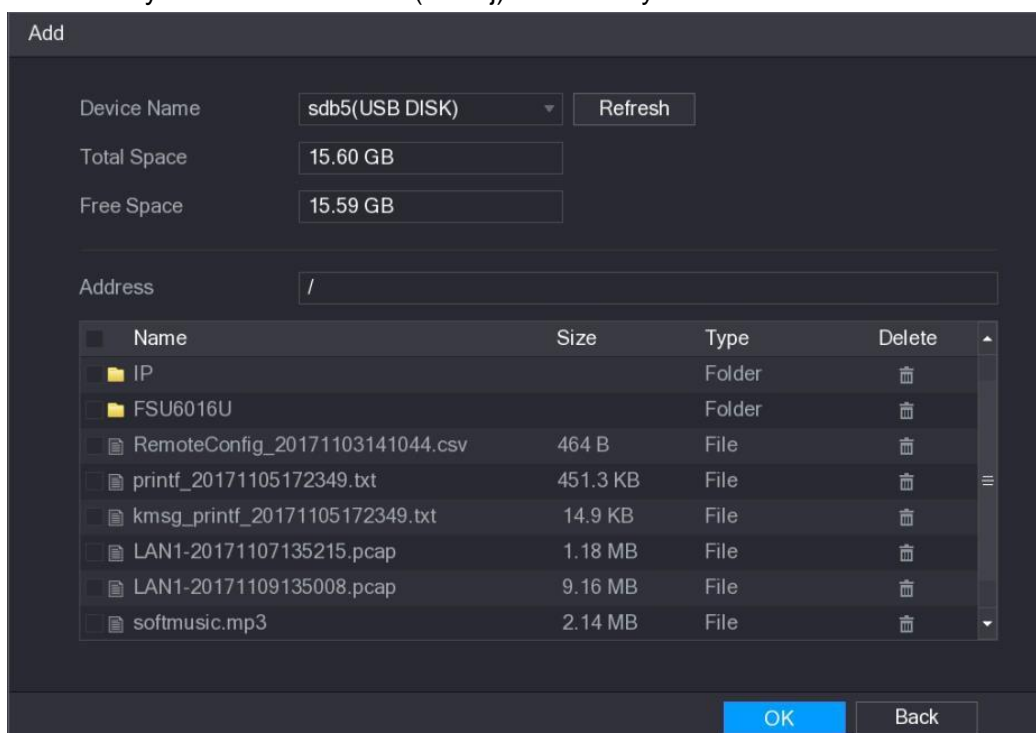 Add
Device Name sdb5(USB DISK) Refresh
Total Space 15.60 GB
Free Space 15.59 GB
Address /
Name Size Type Delete
IP Folder
FSU6016U Folder
RemoteConfig_20171103141044.csv 464 B File
printf_20171105172349.txt 451.3 KB File
kmsg_printf_20171105172349.txt 14.9 KB File
LAN1-20171107135215.pcap 1.18 MB File
LAN1-20171109135008.pcap 9.16 MB File
softmusic.mp3 2.14 MB File
OK Back